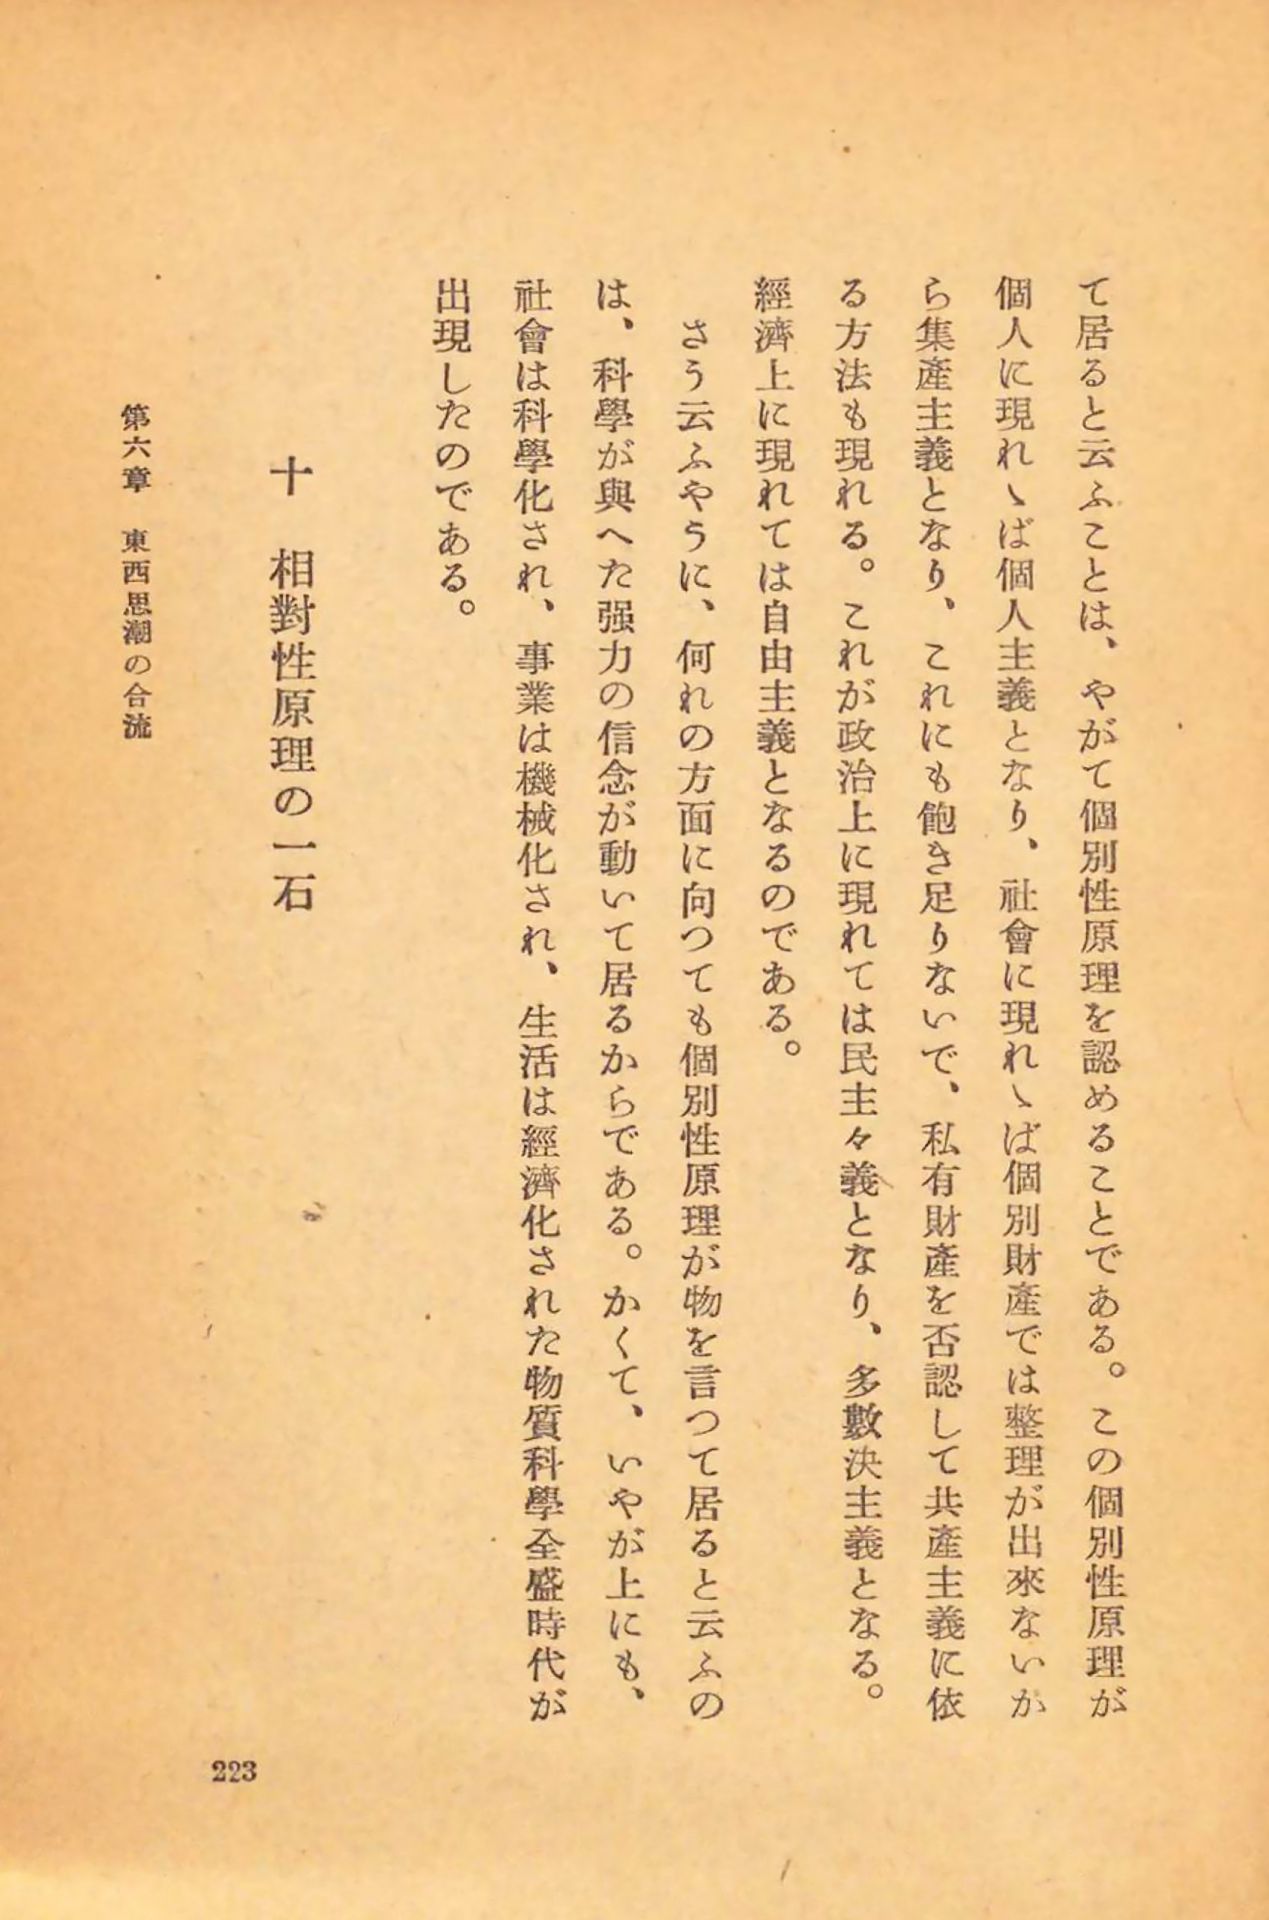 て居ると云ふことは、やがて個別性原理を認めることである。この個別性原理が
個人に現れゝば個人主義となり、社會に現れゝば個別財產では整理が出來ないか
ら集產主義となり、これにも飽き足りないで、私有財產を否認して共產主義に依
る方法も現れる。これが政治上に現れては民主々義となり、多數決主義となる。
經濟上に現れては自由主義となるのである。
さう云ふやうに、何れの方面に向つても個別性原理が物を言つて居ると云ふの
は、科學が與へた强力の信念が動いて居るからである。かくて、いやが上にも、
社會は科學化され、事業は機械化され、生活は經濟化された物質科學全盛時代が
出現したのである。
十 相對性原理の一石
第六章 東西思潮の合流
223